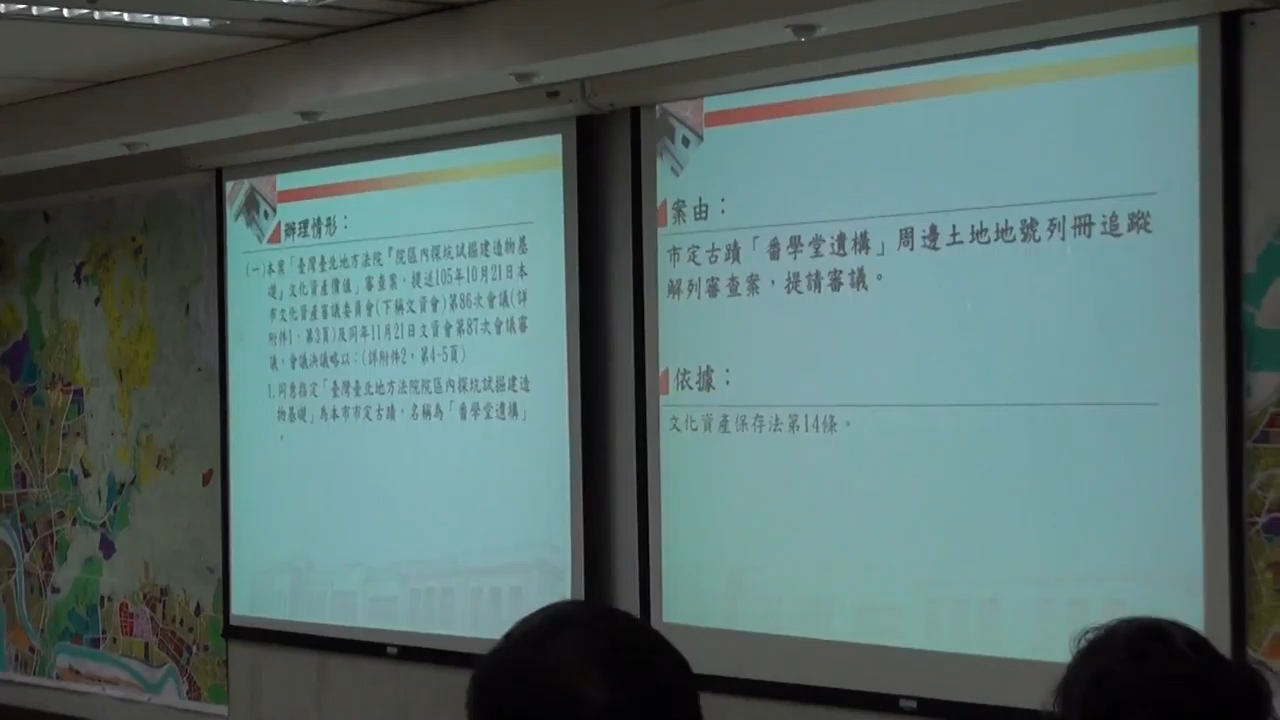 辦理情形：
(一)本案「臺灣臺北地方法院『院區內探坑試掘建造物基
礎」文化資產價值」審查案，提送105年10月21日本
市文化資產審議委員會(下稱文資會)第86次會議(詳
附件1，第3頁)及同年11月21日文資會第87次會議審
議，會議決議略以：(詳附件2，第4-5頁)
1.同意指定「臺灣臺北地方法院院區內探坑試掘建造
物基礎」為本市市定古蹟，名稱為「番學堂遺構」
。
案由：
市定古蹟「番學堂遺構」周邊土地地號列冊追蹤
解列審查案，提請審議。
依據：
文化資產保存法第14條。